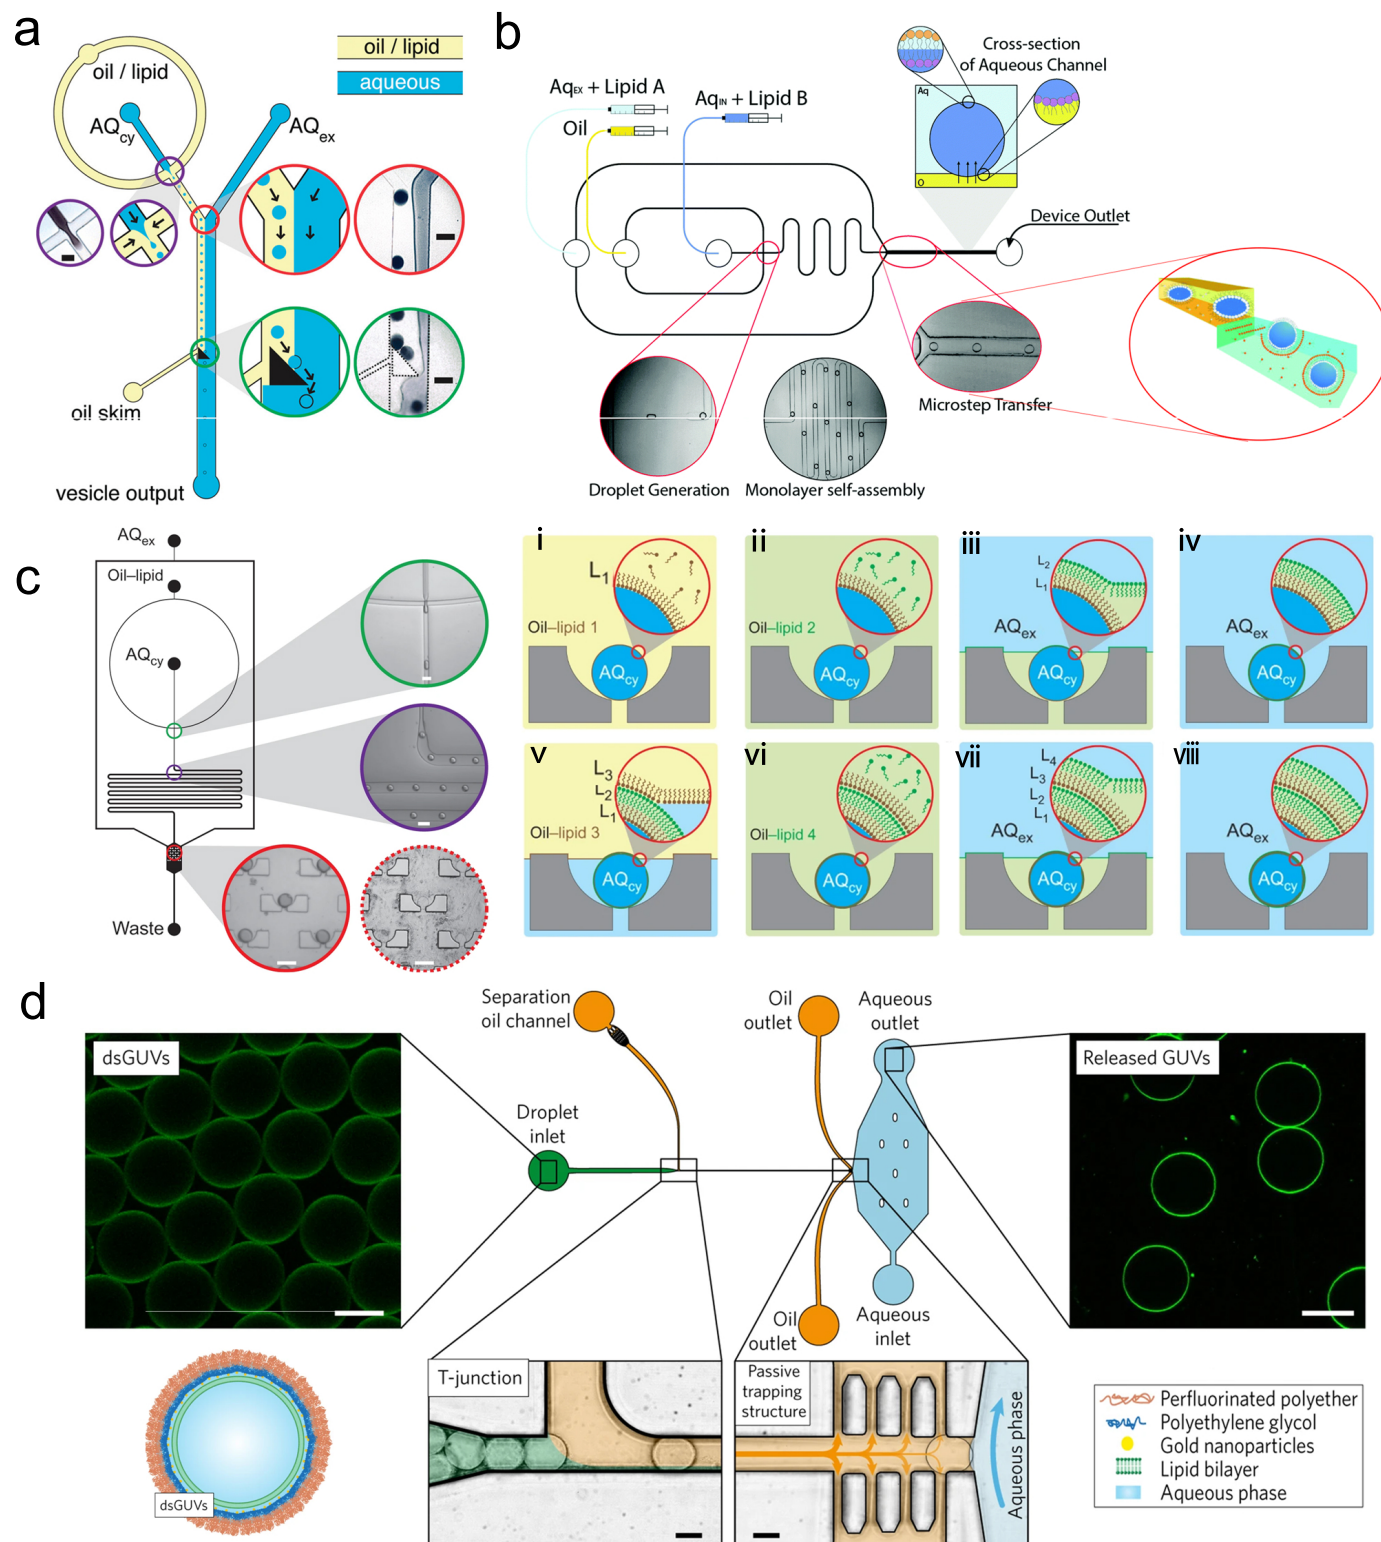 a
oil / lipid
aqueous
oil / lipid
AQcy
AQex
oil skim
vesicle output
b
AqEX + Lipid A
Oil
AqIN + Lipid B
Cross-section
of Aqueous Channel
Aq
O
Device Outlet
Droplet Generation
Monolayer self-assembly
Microstep Transfer
c
AQex
Oil–lipid
AQcy
Waste
i
L1
Oil–lipid 1
AQcy
ii
Oil–lipid 2
AQcy
iii
L2
L1
AQex
AQcy
iv
AQex
AQcy
v
L3
L2
L1
Oil–lipid 3
AQcy
vi
Oil–lipid 4
AQcy
vii
L4
L3
L2
L1
AQex
AQcy
viii
AQex
AQcy
d
dsGUVs
Separation
oil channel
Droplet
inlet
Oil
outlet
Aqueous
outlet
Oil
outlet
Aqueous
inlet
Released GUVs
T-junction
Passive
trapping
structure
Aqueous phase
dsGUVs
Perfluorinated polyether
Polyethylene glycol
Gold nanoparticles
Lipid bilayer
Aqueous phase